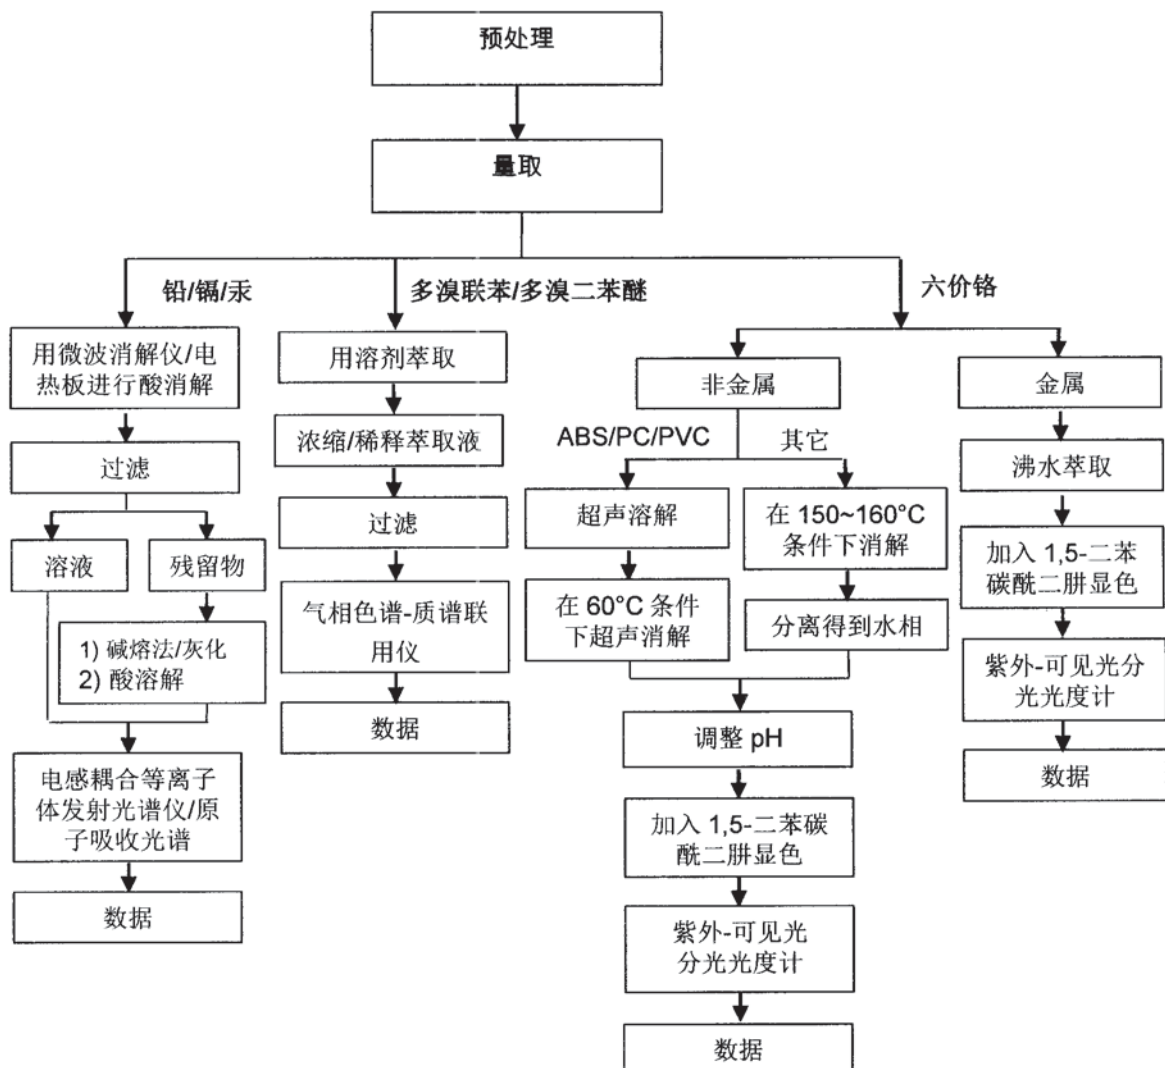 预处理
量取
铅/镉/汞
多溴联苯/多溴二苯醚
六价铬
用微波消解仪/电
热板进行酸消解
过滤
溶液
残留物
1) 碱熔法/灰化
2) 酸溶解
电感耦合等离子
体发射光谱仪/原
子吸收光谱
数据
用溶剂萃取
浓缩/稀释萃取液
过滤
气相色谱-质谱联
用仪
数据
非金属
ABS/PC/PVC
其它
超声溶解
在 60°C 条件
下超声消解
在 150~160°C
条件下消解
分离得到水相
调整 pH
加入 1,5-二苯碳
酰二肼显色
紫外-可见光
分光光度计
数据
金属
沸水萃取
加入 1,5-二苯
碳酰二肼显色
紫外-可见光分
光光度计
数据